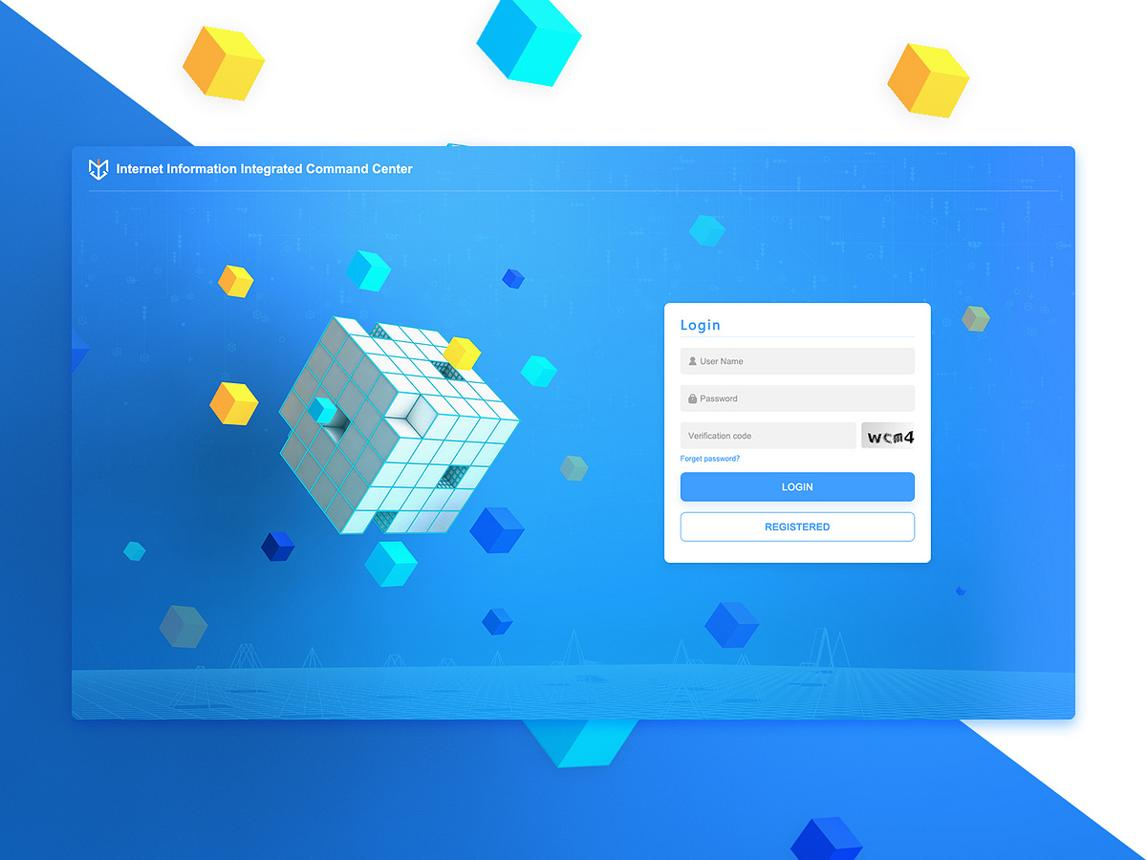 Internet Information Integrated Command Center
Login
User Name
Password
Verification code
wcm4
Forget password?
LOGIN
REGISTERED